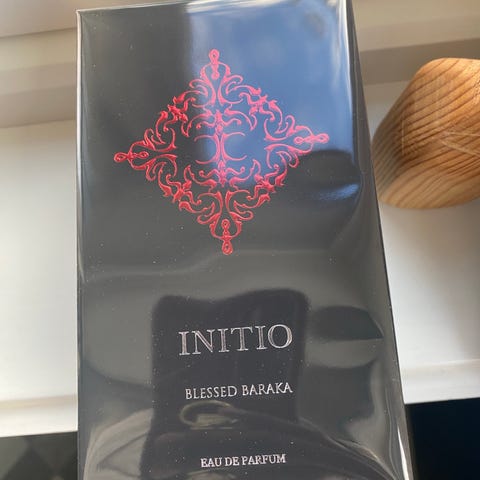 INITIO
BLESSED BARAKA
EAU DE PARFUM